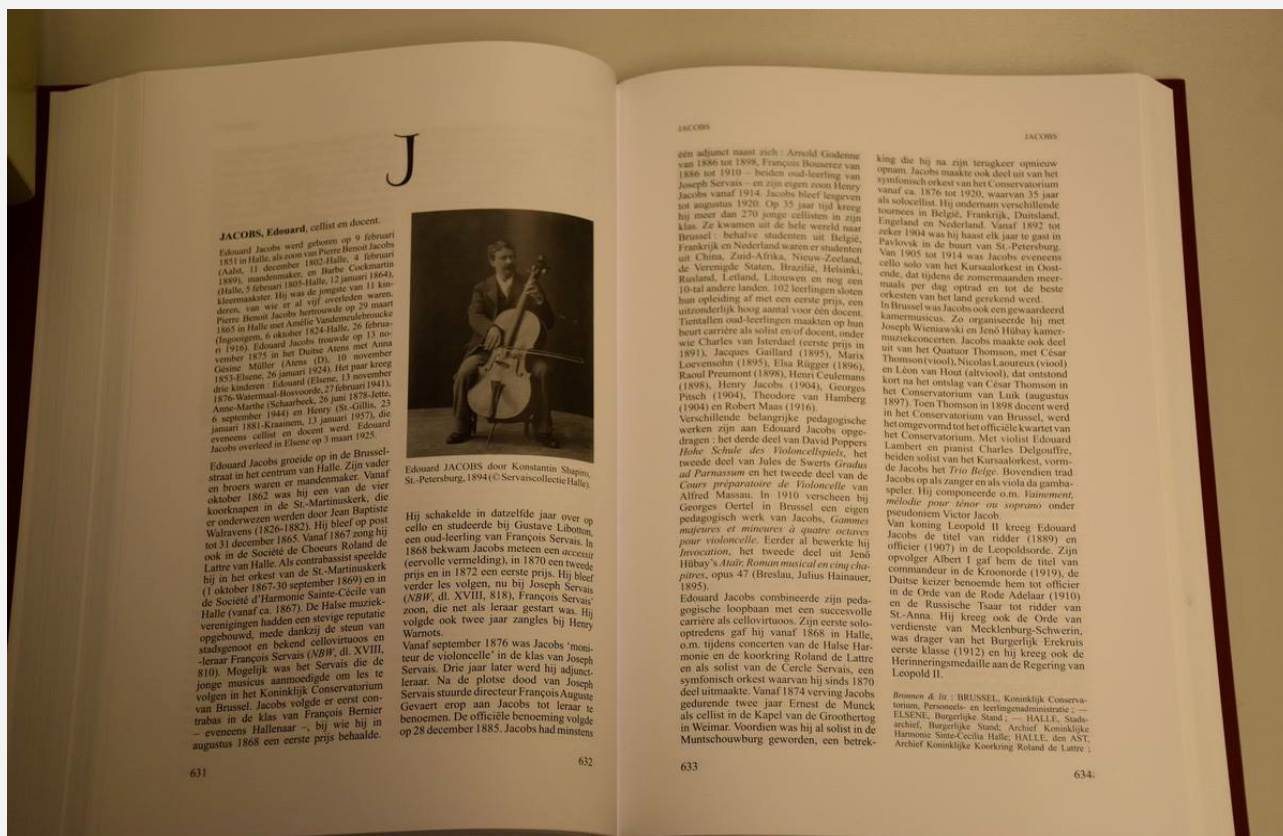 J
JACOBS, Edouard, cellist en docent.
Edouard Jacobs werd geboren op 9 februari
1851 in Halle, als zoon van Pierre Benoit Jacobs
(Aalst, 11 december 1802-Halle, 4 februari
1889), mandenmaker, en Barbe Cockmartin
(Halle, 5 februari 1805-Halle, 12 januari 1864),
kleermaakster. Hij was de jongste van 11 kin-
deren, van wie er al vijf overleden waren.
Pierre Benoit Jacobs hertrouwde op 29 maart
1865 in Halle met Amélie Vandemeulebroucke
(Ingooigem, 6 oktober 1824-Halle, 26 februa-
ri 1916). Edouard Jacobs trouwde op 13 no-
vember 1875 in het Duitse Atens met Anna
Gesine Müller (Atens (D), 10 november
1853-Elsene, 26 januari 1924). Het paar kreeg
drie kinderen : Edouard (Elsene, 13 november
1876-Watermaal-Bosvoorde, 27 februari 1941),
Anne-Marthe (Schaarbeek, 26 juni 1878-Jette,
6 september 1944) en Henry (St.-Gillis, 23
januari 1881-Kraainem, 13 januari 1957), die
eveneens cellist en docent werd. Edouard
Jacobs overleed in Elsene op 3 maart 1925.
Edouard Jacobs groeide op in de Brussel-
straat in het centrum van Halle. Zijn vader
en broers waren er mandenmaker. Vanaf
oktober 1862 was hij een van de vier
koorknapen in de St.-Martinuskerk, die
er onderwezen werden door Jean Baptiste
Walravens (1826-1882). Hij bleef op post
tot 31 december 1865. Vanaf 1867 zong hij
ook in de Société de Choeurs Roland de
Lattre van Halle. Als contrabassist speelde
hij in het orkest van de St.-Martinuskerk
(1 oktober 1867-30 september 1869) en in
de Société d'Harmonie Sainte-Cécile van
Halle (vanaf ca. 1867). De Halse muziek-
verenigingen hadden een stevige reputatie
opgebouwd, mede dankzij de steun van
stadsgenoot en bekend cellovirtuoos en
-leraar François Servais (NBW, dl. XVIII,
810). Mogelijk was het Servais die de
jonge musicus aanmoedigde om les te
volgen in het Koninklijk Conservatorium
van Brussel. Jacobs volgde er eerst con-
trabas in de klas van François Bernier
– eveneens Hallenaar –, bij wie hij in
augustus 1868 een eerste prijs behaalde.
631
Edouard JACOBS door Konstantin Shapiro,
St.-Petersburg, 1894 (© Servaiscollectie Halle).
Hij schakelde in datzelfde jaar over op
cello en studeerde bij Gustave Libotton,
een oud-leerling van François Servais. In
1868 bekwam Jacobs meteen een accessit
(eervolle vermelding), in 1870 een tweede
prijs en in 1872 een eerste prijs. Hij bleef
verder les volgen, nu bij Joseph Servais
(NBW, dl. XVIII, 818), François Servais'
zoon, die net als leraar gestart was. Hij
volgde ook twee jaar zangles bij Henry
Warnots.
Vanaf september 1876 was Jacobs 'moni-
teur de violoncelle' in de klas van Joseph
Servais. Drie jaar later werd hij adjunct-
leraar. Na de plotse dood van Joseph
Servais stuurde directeur François Auguste
Gevaert erop aan Jacobs tot leraar te
benoemen. De officiële benoeming volgde
op 28 december 1885. Jacobs had minstens
632
JACOBS
één adjunct naast zich : Arnold Godenne
van 1886 tot 1898, François Bouserez van
1886 tot 1910 – beiden oud-leerling van
Joseph Servais – en zijn eigen zoon Henry
Jacobs vanaf 1914. Jacobs bleef lesgeven
tot augustus 1920. Op 35 jaar tijd kreeg
hij meer dan 270 jonge cellisten in zijn
klas. Ze kwamen uit de hele wereld naar
Brussel : behalve studenten uit België,
Frankrijk en Nederland waren er studenten
uit China, Zuid-Afrika, Nieuw-Zeeland,
de Verenigde Staten, Brazilië, Helsinki,
Rusland, Letland, Litouwen en nog een
10-tal andere landen. 102 leerlingen sloten
hun opleiding af met een eerste prijs, een
uitzonderlijk hoog aantal voor één docent.
Tientallen oud-leerlingen maakten op hun
beurt carrière als solist en/of docent, onder
wie Charles van Isterdael (eerste prijs in
1891), Jacques Gaillard (1895), Marix
Loevensohn (1895), Elsa Rügger (1896),
Raoul Preumont (1898), Henri Ceulemans
(1898), Henry Jacobs (1904), Georges
Pitsch (1904), Theodore van Hamberg
(1904) en Robert Maas (1916).
Verschillende belangrijke pedagogische
werken zijn aan Edouard Jacobs opge-
dragen : het derde deel van David Poppers
Hohe Schule des Violoncellspiels, het
tweede deel van Jules de Swerts Gradus
ad Parnassum en het tweede deel van de
Cours préparatoire de Violoncelle van
Alfred Massau. In 1910 verscheen bij
Georges Oertel in Brussel een eigen
pedagogisch werk van Jacobs, Gammes
majeures et mineures à quatre octaves
pour violoncelle. Eerder al bewerkte hij
Invocation, het tweede deel uit Jenö
Hübay's Ataïr, Roman musical en cinq cha-
pitres, opus 47 (Breslau, Julius Hainauer,
1895).
Edouard Jacobs combineerde zijn peda-
gogische loopbaan met een succesvolle
carrière als cellovirtuoos. Zijn eerste solo-
optredens gaf hij vanaf 1868 in Halle,
o.m. tijdens concerten van de Halse Har-
monie en de koorkring Roland de Lattre
en als solist van de Cercle Servais, een
symfonisch orkest waarvan hij sinds 1870
deel uitmaakte. Vanaf 1874 verving Jacobs
gedurende twee jaar Ernest de Munck
als cellist in de Kapel van de Groothertog
in Weimar. Voordien was hij al solist in de
Muntschouwburg geworden, een betrek-
633
JACOBS
king die hij na zijn terugkeer opnieuw
opnam. Jacobs maakte ook deel uit van het
symfonisch orkest van het Conservatorium
vanaf ca. 1876 tot 1920, waarvan 35 jaar
als solocellist. Hij ondernam verschillende
tournees in België, Frankrijk, Duitsland,
Engeland en Nederland. Vanaf 1892 tot
zeker 1904 was hij haast elk jaar te gast in
Pavlovsk in de buurt van St.-Petersburg.
Van 1905 tot 1914 was Jacobs eveneens
cello solo van het Kursaalorkest in Oost-
ende, dat tijdens de zomermaanden meer-
maals per dag optrad en tot de beste
orkesten van het land gerekend werd.
In Brussel was Jacobs ook een gewaardeerd
kamermusicus. Zo organiseerde hij met
Joseph Wieniawski en Jenö Hübay kamer-
muziekconcerten. Jacobs maakte ook deel
uit van het Quatuor Thomson, met César
Thomson (viool), Nicolas Laoureux (viool)
en Léon van Hout (altviool), dat ontstond
kort na het ontslag van César Thomson in
het Conservatorium van Luik (augustus
1897). Toen Thomson in 1898 docent werd
in het Conservatorium van Brussel, werd
het omgevormd tot het officiële kwartet van
het Conservatorium. Met violist Edouard
Lambert en pianist Charles Delgouffre,
beiden solist van het Kursaalorkest, vorm-
de Jacobs het Trio Belge. Bovendien trad
Jacobs op als zanger en als viola da gamba-
speler. Hij componeerde o.m. Vainement,
mélodie pour ténor ou soprano onder
pseudoniem Victor Jacob.
Van koning Leopold II kreeg Edouard
Jacobs de titel van ridder (1889) en
officier (1907) in de Leopoldsorde. Zijn
opvolger Albert I gaf hem de titel van
commandeur in de Kroonorde (1919), de
Duitse keizer benoemde hem tot officier
in de Orde van de Rode Adelaar (1910)
en de Russische Tsaar tot ridder van
St.-Anna. Hij kreeg ook de Orde van
verdienste van Mecklenburg-Schwerin,
was drager van het Burgerlijk Erekruis
eerste klasse (1912) en hij kreeg ook de
Herinneringsmedaille aan de Regering van
Leopold II.
Bronnen & lit. : BRUSSEL, Koninklijk Conserva-
torium, Personeels- en leerlingenadministratie ; —
ELSENE, Burgerlijke Stand ; — HALLE, Stads-
archief, Burgerlijke Stand; Archief Koninklijke
Harmonie Sinte-Cecilia Halle; HALLE, den AST,
Archief Koninklijke Koorkring Roland de Lattre ;
634